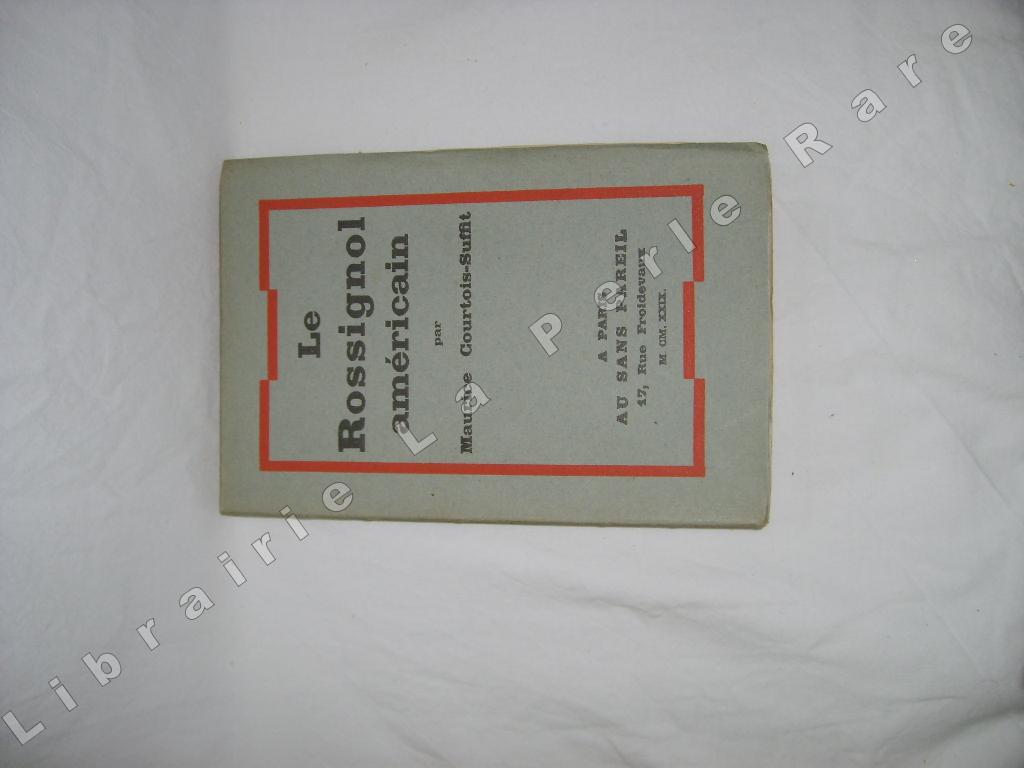 Le
Rossignol
américain
par
Maurice Courtois-Suffit
A PARIS
AU SANS PAREIL
17, Rue Froidevaux
M. CM. XXIX.
Librairie La Perle Rare